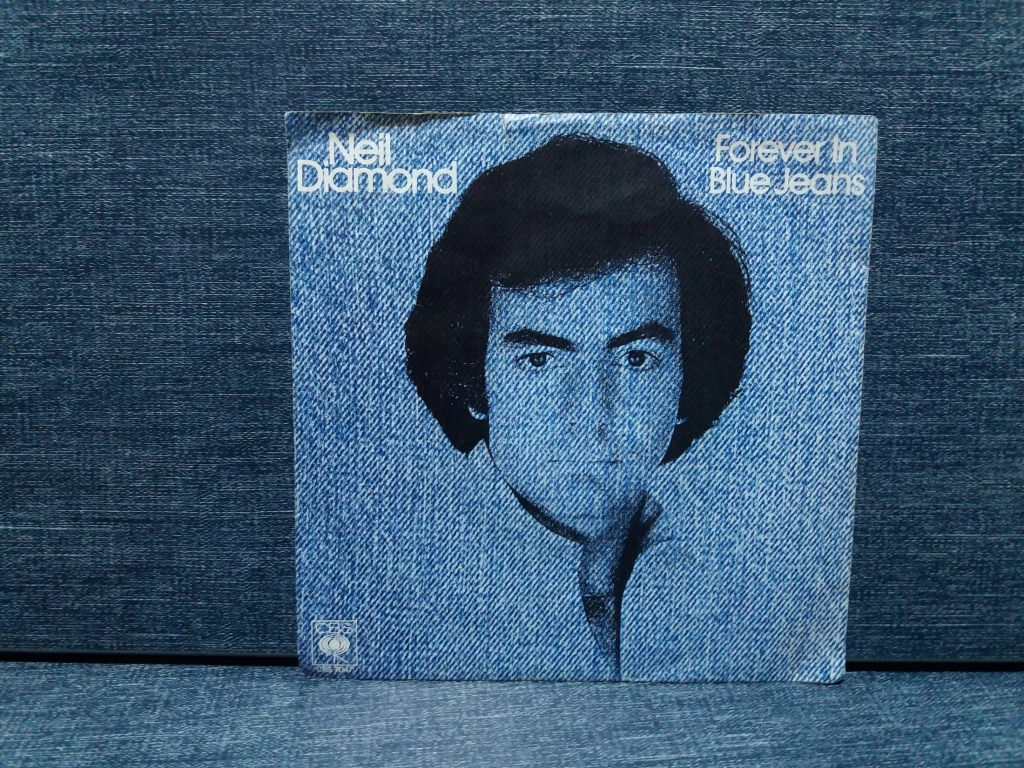 Neil
Diamond
Forever In
Blue Jeans
CBS